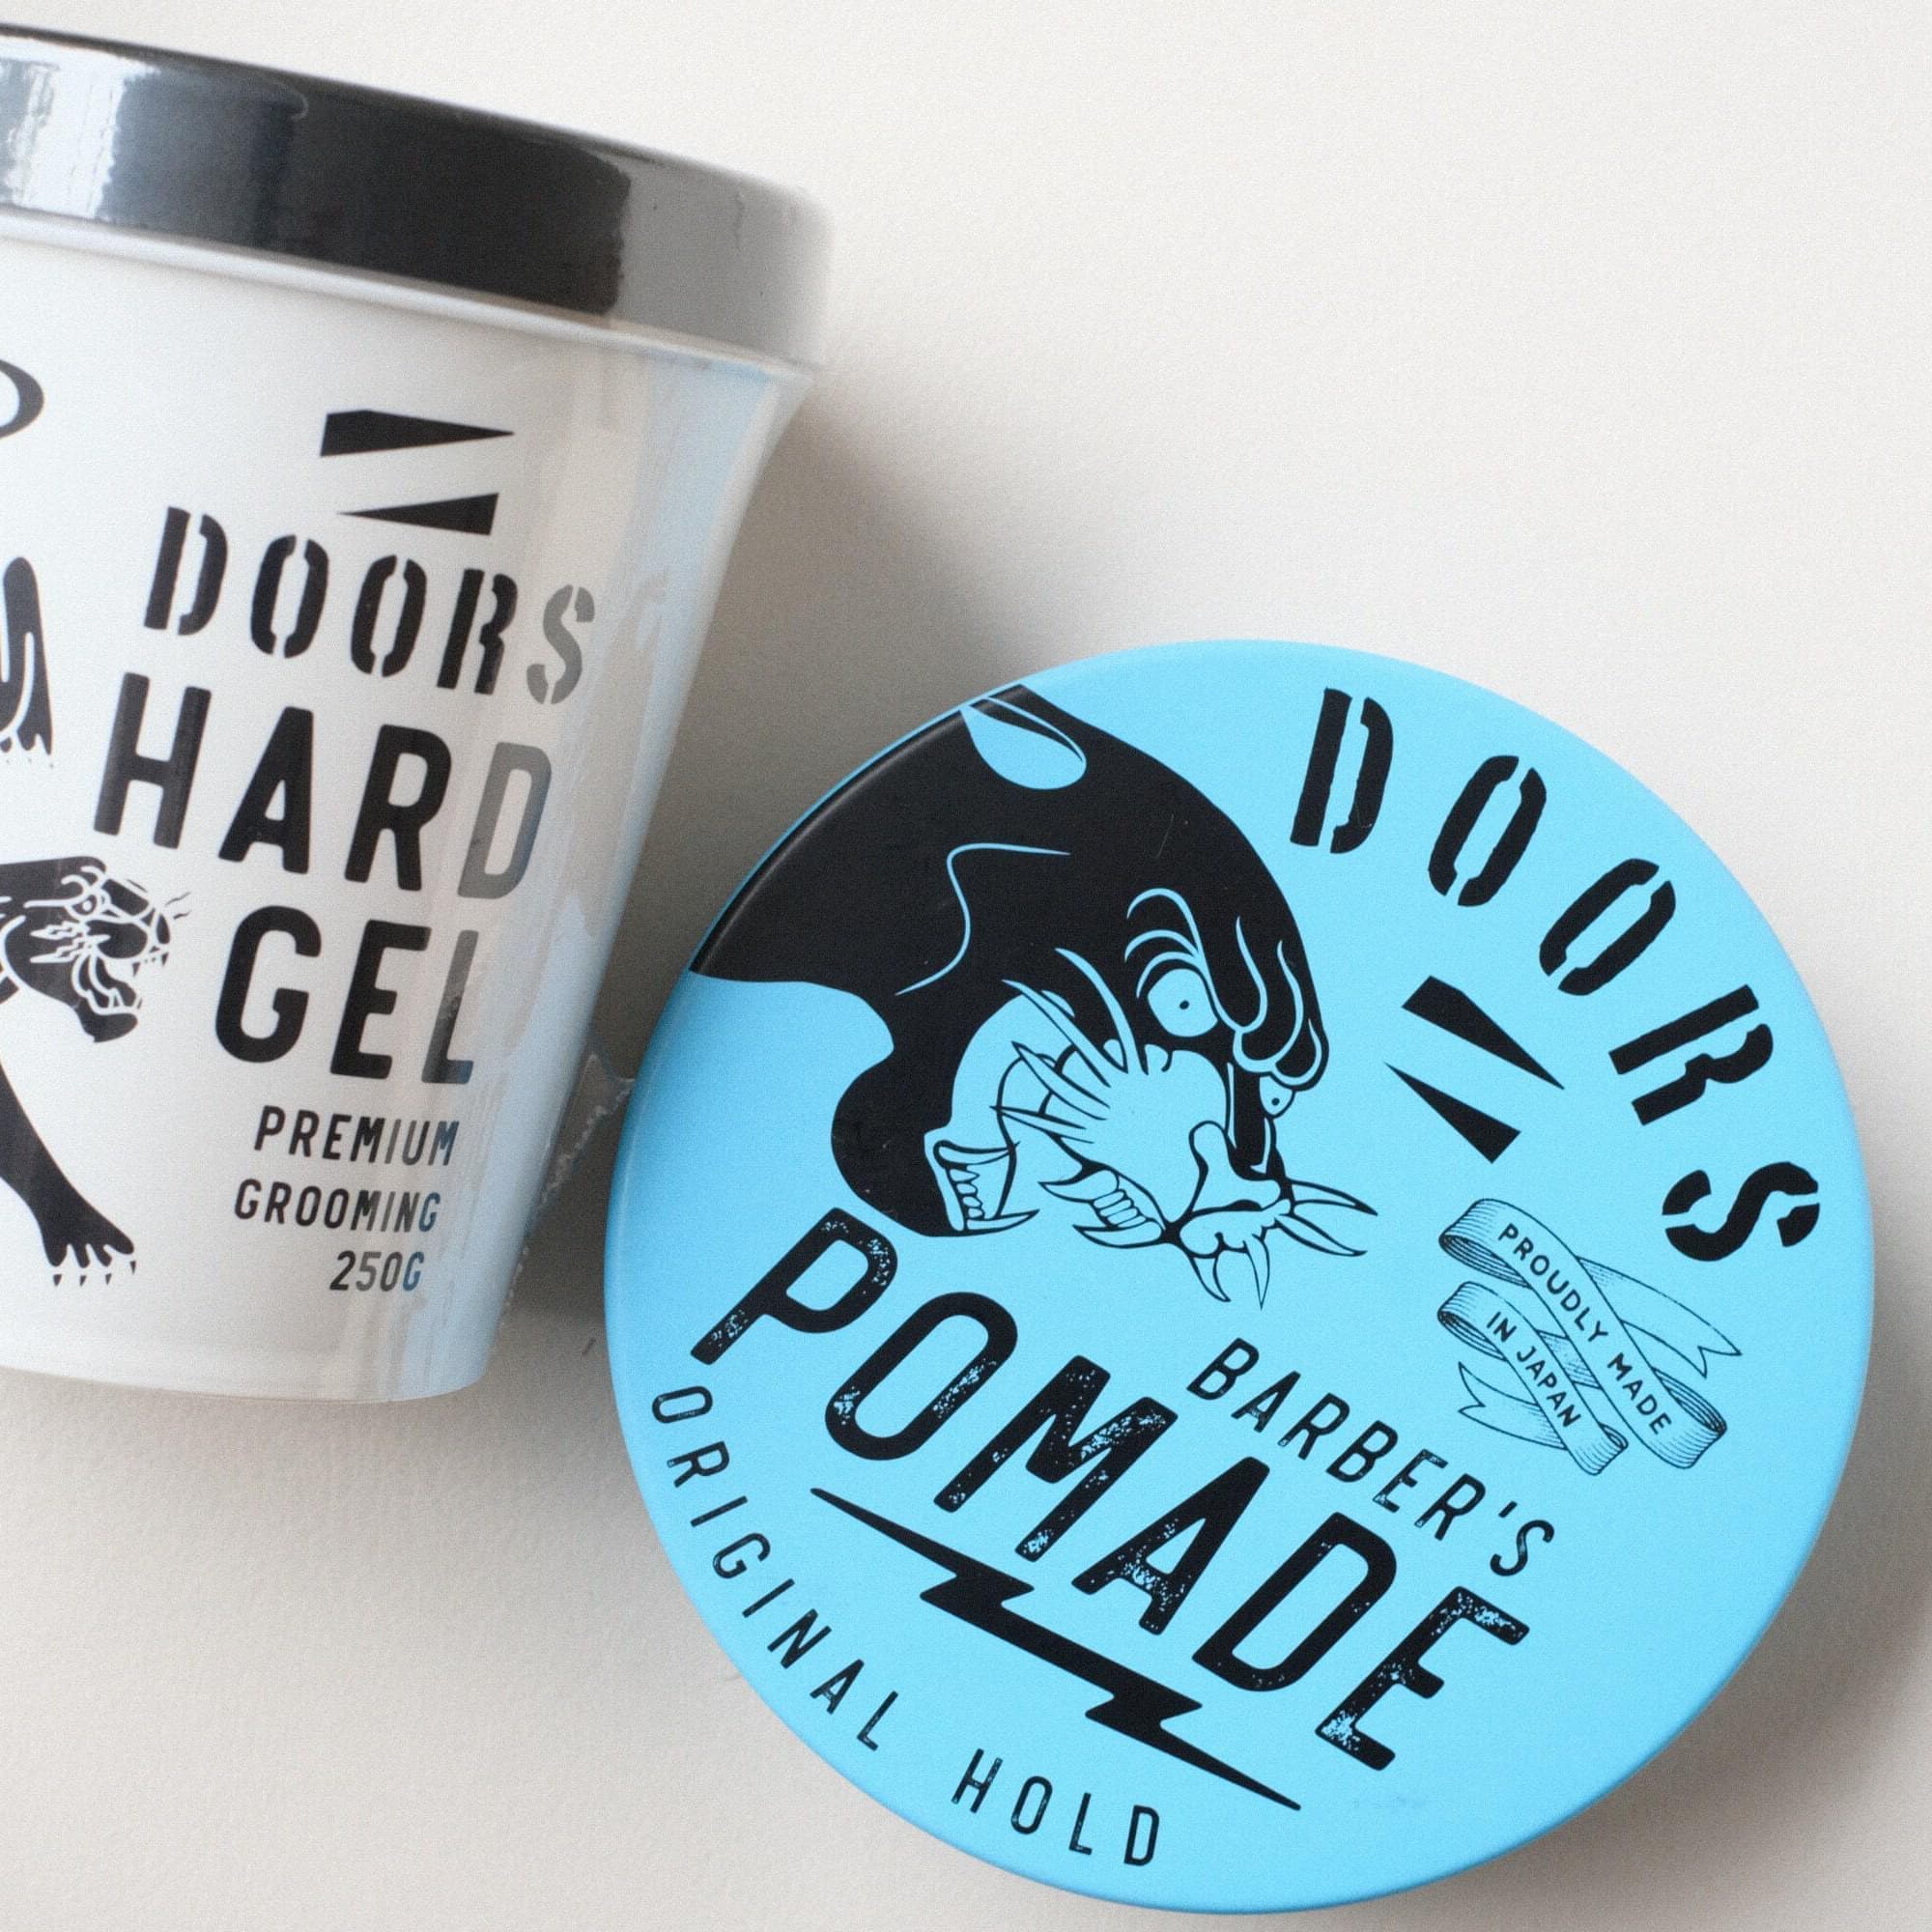 DOORS
HARD
GEL
PREMIUM
GROOMING
250G
DOORS
PROUDLY MADE
IN JAPAN
BARBER'S
POMADE
ORIGINAL HOLD